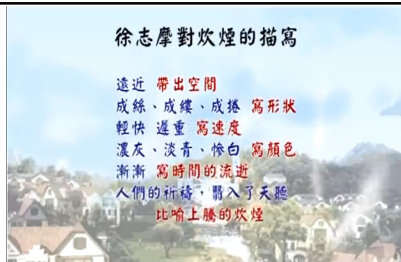 徐志摩對炊煙的描寫
遠近 帶出空間
成絲、成縷、成捲 寫形狀
輕快 遲重 寫速度
濃灰、淡青、慘白 寫顏色
漸漸 寫時間的流逝
人們的祈禱，翳入了天聽
比喻上騰的炊煙